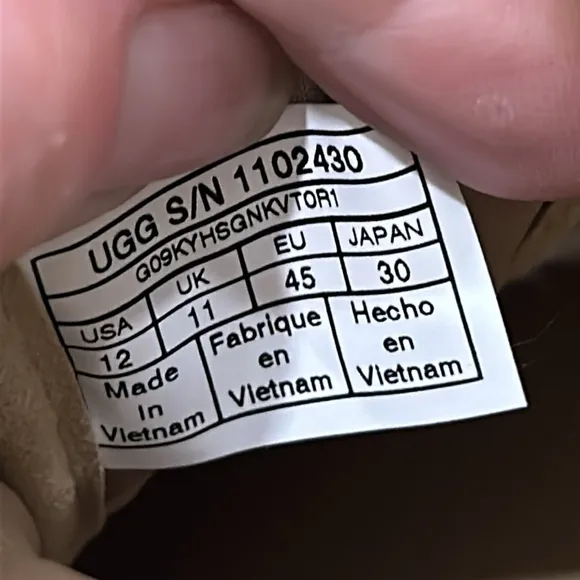 UGG S/N 1102430
G09KYHSGNKVTOR1
USA UK EU JAPAN
12 11 45 30
Made in Vietnam
Fabrique en Vietnam
Hecho en Vietnam